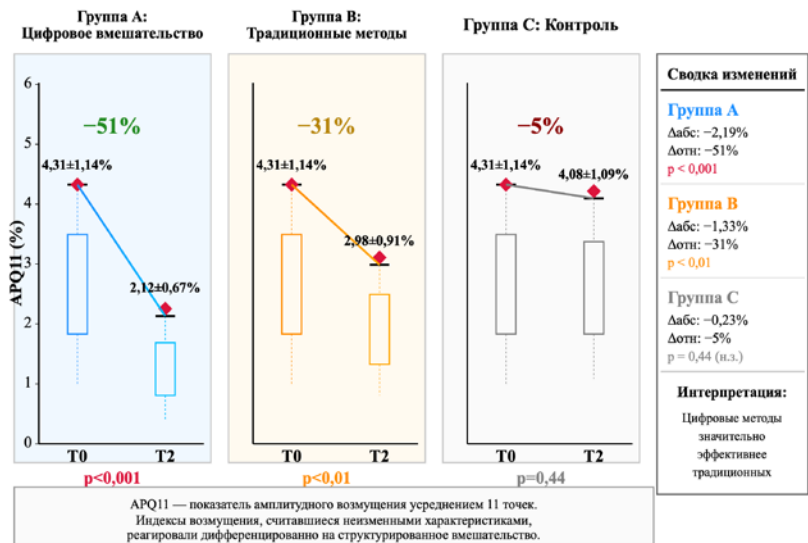 Группа A:
Цифровое вмешательство
Группа B:
Традиционные методы
Группа C: Контроль
APQ11 (%)
6
5
4
3
2
1
0
−51%
4,31±1,14%
2,12±0,67%
T0
T2
p<0,001
−31%
4,31±1,14%
2,98±0,91%
T0
T2
p<0,01
−5%
4,31±1,14%
4,08±1,09%
T0
T2
p=0,44
Сводка изменений
Группа A
Δабс: −2,19%
Δотн: −51%
p < 0,001
Группа B
Δабс: −1,33%
Δотн: −31%
p < 0,01
Группа C
Δабс: −0,23%
Δотн: −5%
p = 0,44 (н.з.)
Интерпретация:
Цифровые методы
значительно
эффективнее
традиционных
APQ11 — показатель амплитудного возмущения усреднением 11 точек.
Индексы возмущения, считавшиеся неизменными характеристиками,
реагировали дифференцированно на структурированное вмешательство.